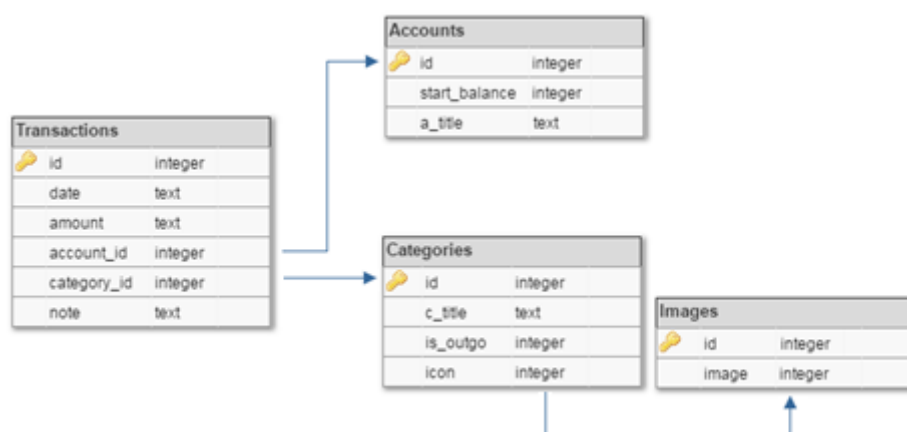 Accounts
id integer
start_balance integer
a_title text
Transactions
id integer
date text
amount text
account_id integer
category_id integer
note text
Categories
id integer
c_title text
is_outgo integer
icon integer
Images
id integer
image integer